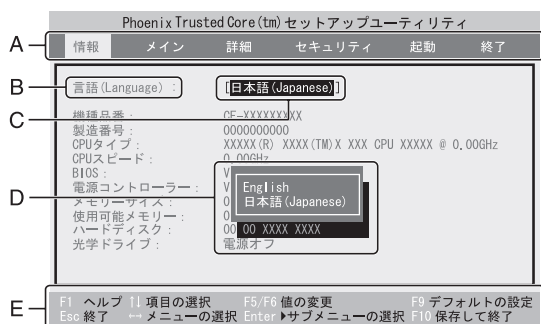 Phoenix Trusted Core(tm)セットアップユーティリティ
A
情報 メイン 詳細 セキュリティ 起動 終了
B
言語(Language) : [日本語(Japanese)]
C
機種品番 : CF-XXXXXXXXX
製造番号 : 0000000000
CPUタイプ : XXXXX(R) XXXX(TM)X XXX CPU XXXXX @ 0.00GHz
CPUスピード : 0.00GHz
BIOS : V
電源コントローラー : V
D
English
日本語(Japanese)
メモリーサイズ : 0
使用可能メモリー : 0
ハードディスク : 00 00 XXXX XXXX
光学ドライブ : 電源オフ
E
F1 ヘルプ ↑↓ 項目の選択 F5/F6 値の変更 F9 デフォルトの設定
Esc 終了 ←→ メニューの選択 Enter ▶サブメニューの選択 F10 保存して終了